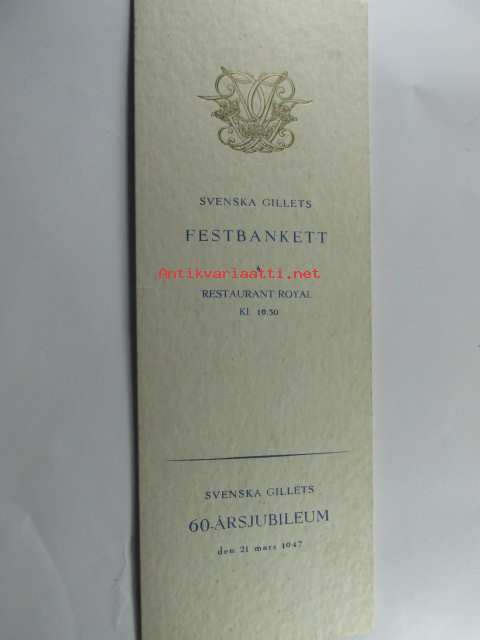 SVENSKA GILLETS
FESTBANKETT
Å
Antikvariaatti.net
RESTAURANT ROYAL
Kl. 19.30
SVENSKA GILLETS
60-ÅRSJUBILEUM
den 21 mars 1947